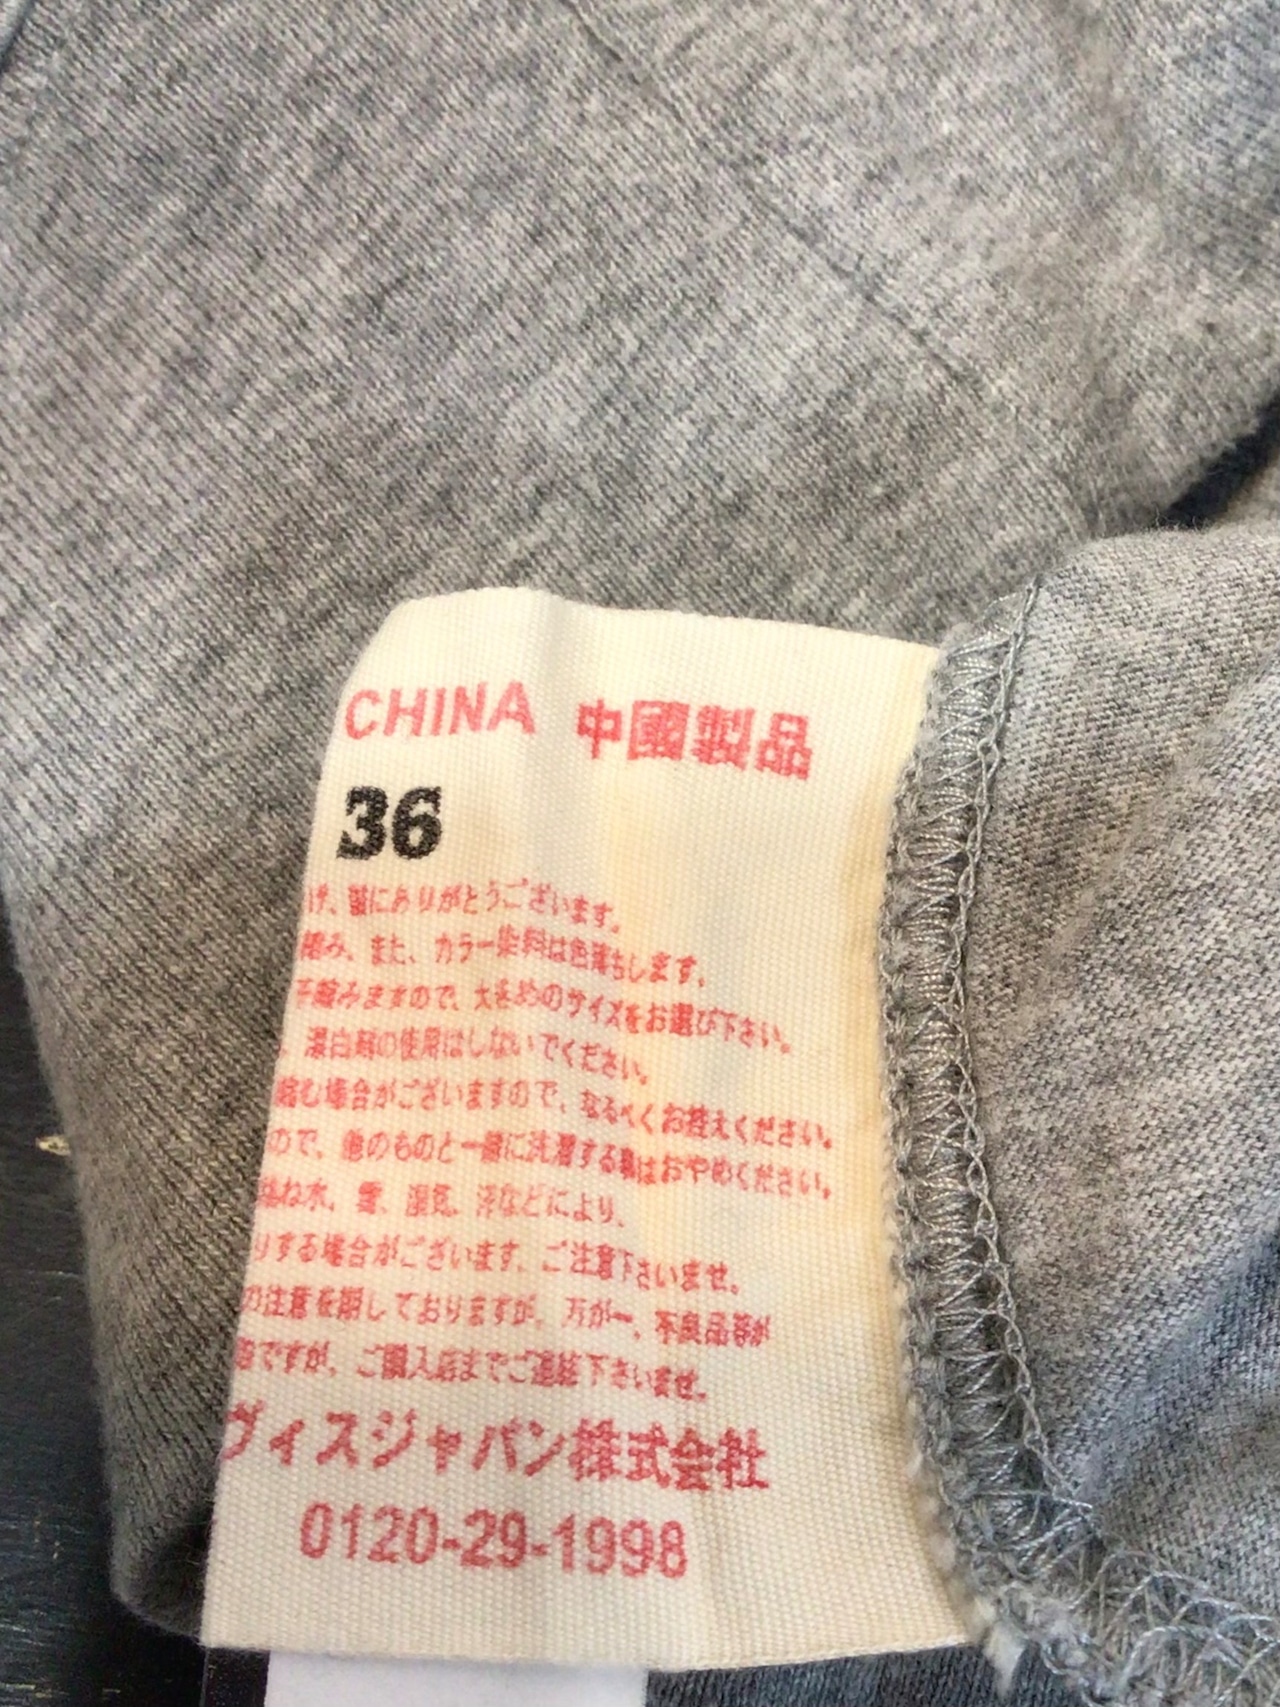 CHINA 中國製品
36
げ、誠にありがとうございます。
縮み、また、カラー染料は色落ちします。
縮みますので、大きめのサイズをお選び下さい。
、漂白剤の使用はしないでください。
縮む場合がございますので、なるべくお控えください。
ので、他のものと一緒に洗濯する事はおやめください。
ね水、雪、湿気、汗などにより、
りする場合がございます、ご注意下さいませ。
の注意を期しておりますが、万が一、不良品等が
ですが、ご購入店までご連絡下さいませ。
ヴィスジャパン株式会社
0120-29-1998